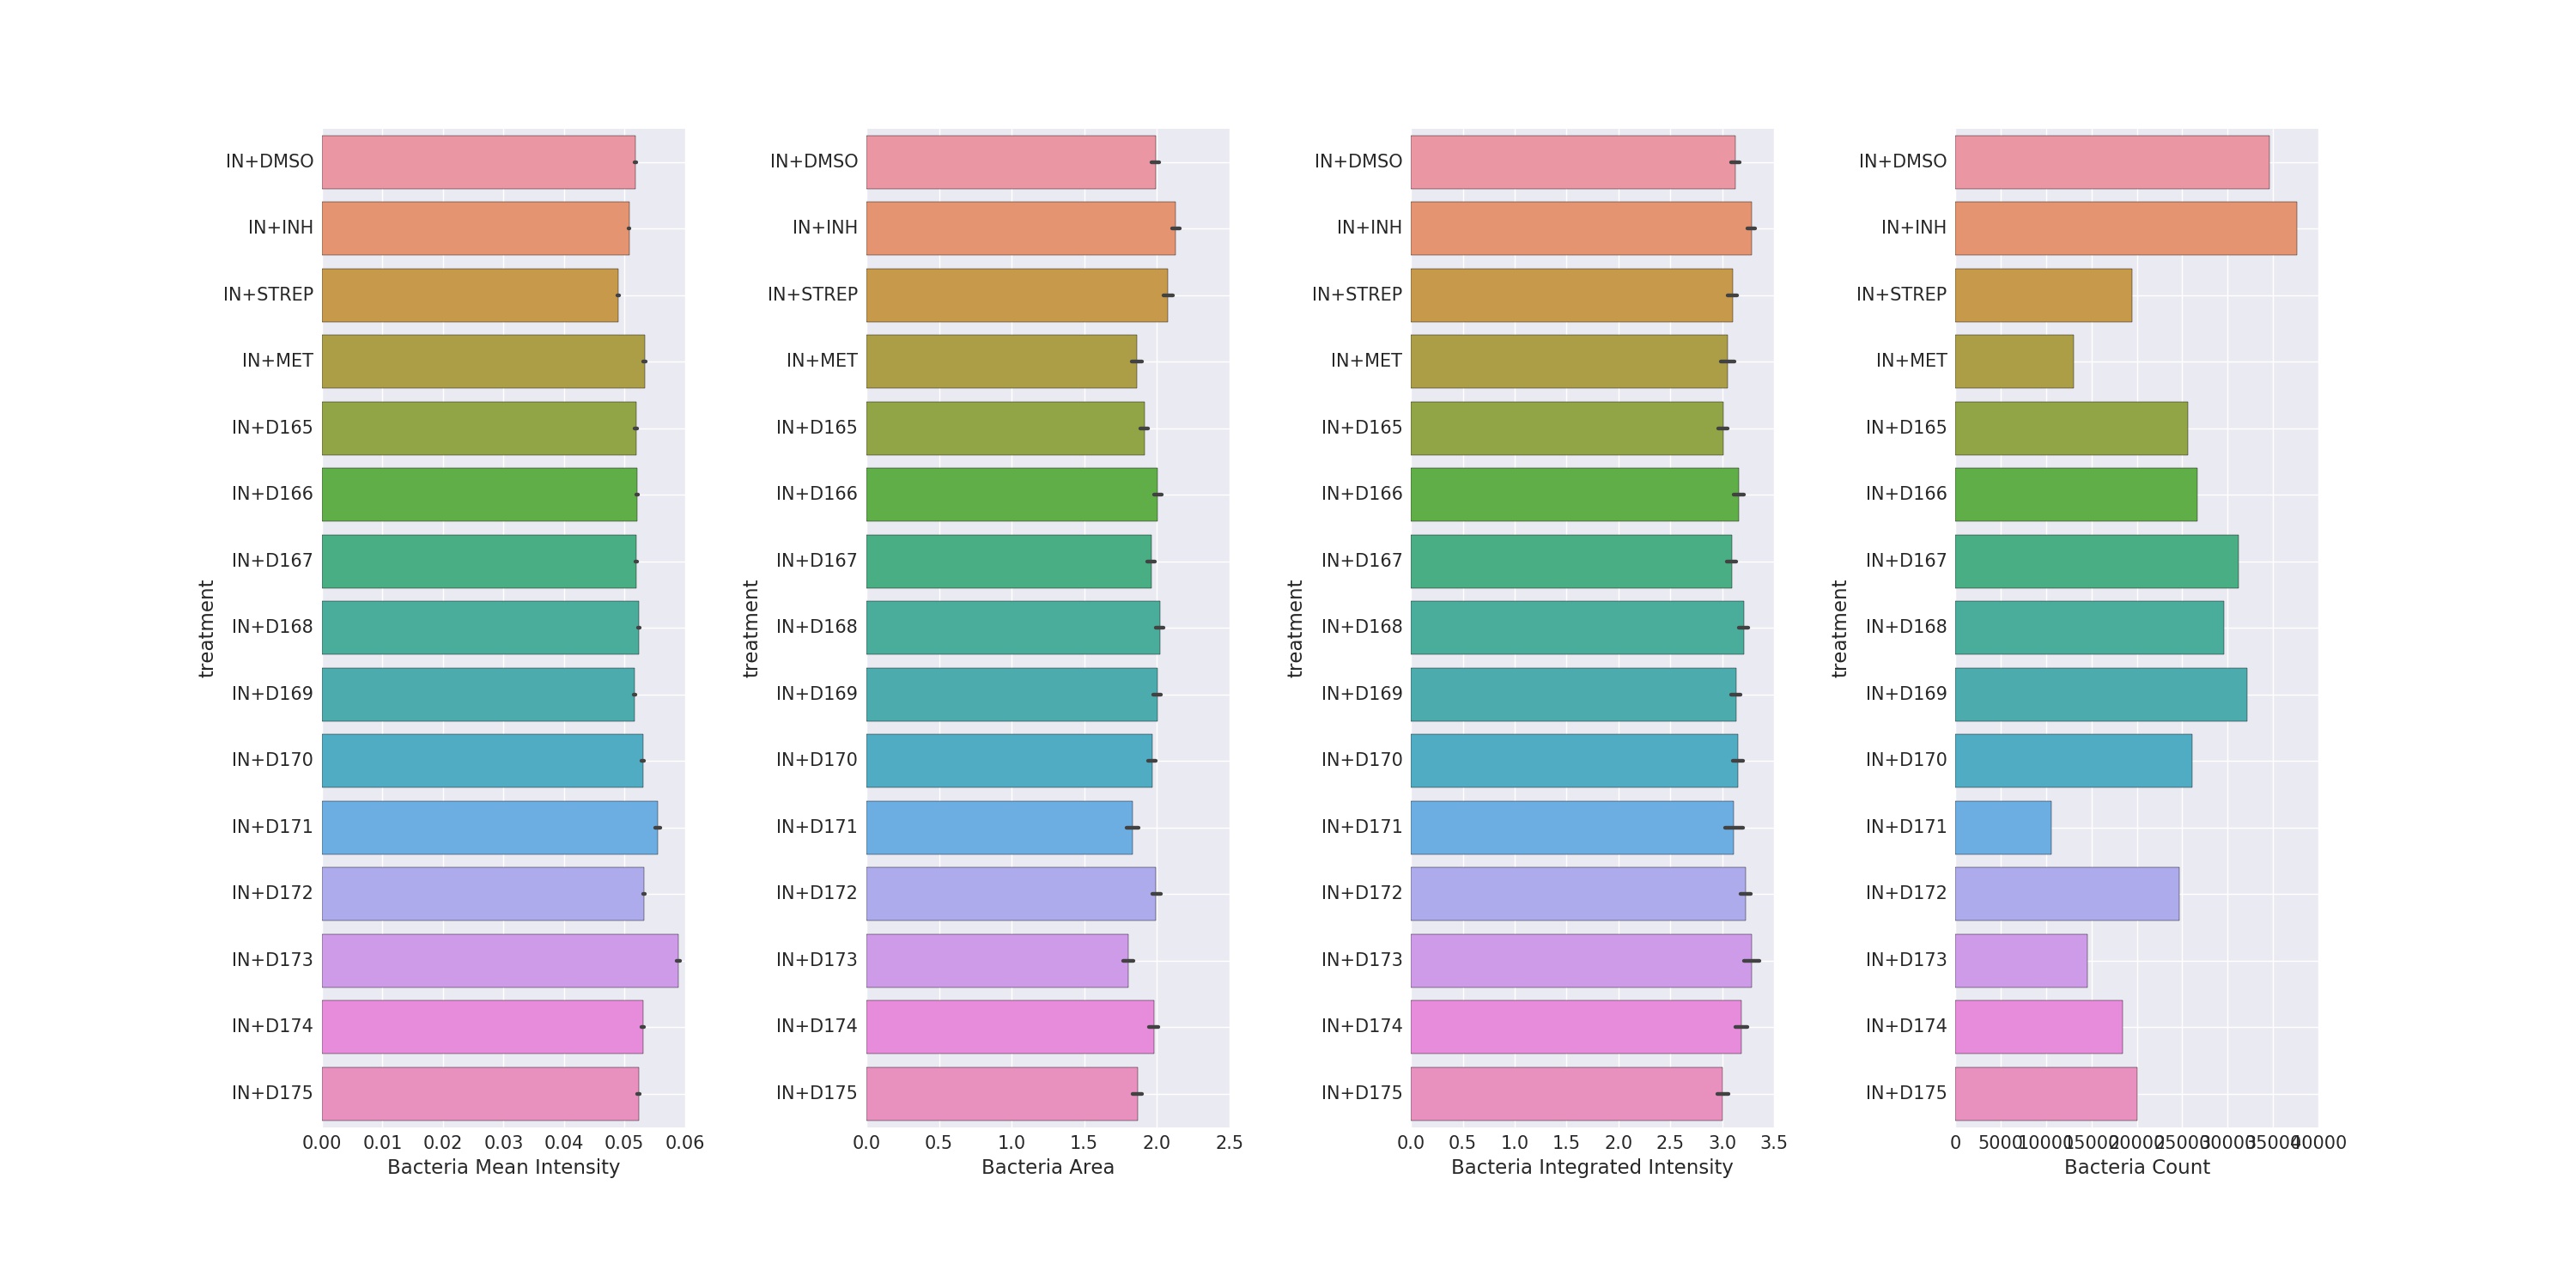 IN+DMSO
IN+INH
IN+STREP
IN+MET
IN+D165
IN+D166
IN+D167
IN+D168
IN+D169
IN+D170
IN+D171
IN+D172
IN+D173
IN+D174
IN+D175
treatment
0.00 0.01 0.02 0.03 0.04 0.05 0.06
Bacteria Mean Intensity
IN+DMSO
IN+INH
IN+STREP
IN+MET
IN+D165
IN+D166
IN+D167
IN+D168
IN+D169
IN+D170
IN+D171
IN+D172
IN+D173
IN+D174
IN+D175
treatment
0.0 0.5 1.0 1.5 2.0 2.5
Bacteria Area
IN+DMSO
IN+INH
IN+STREP
IN+MET
IN+D165
IN+D166
IN+D167
IN+D168
IN+D169
IN+D170
IN+D171
IN+D172
IN+D173
IN+D174
IN+D175
treatment
0.0 0.5 1.0 1.5 2.0 2.5 3.0 3.5
Bacteria Integrated Intensity
IN+DMSO
IN+INH
IN+STREP
IN+MET
IN+D165
IN+D166
IN+D167
IN+D168
IN+D169
IN+D170
IN+D171
IN+D172
IN+D173
IN+D174
IN+D175
treatment
0 5000 10000 15000 20000 25000 30000 35000 40000
Bacteria Count